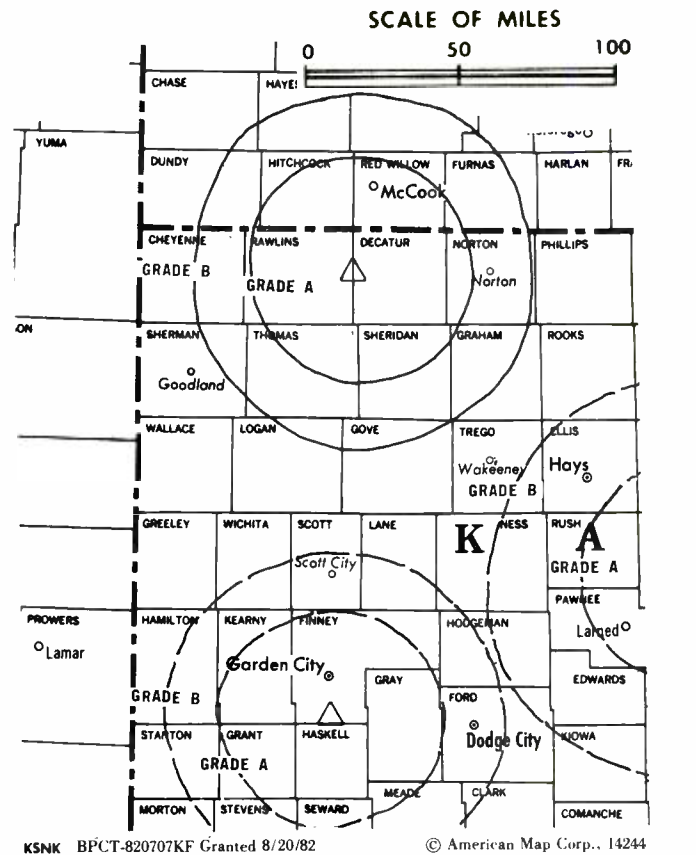 SCALE OF MILES
0 50 100
CHASE
YUMA
DUNDY HITCHCOCK RED WILLOW FURNAS HARLAN
McCook
CHEYENNE RAWLINS DECATUR NORTON PHILLIPS
GRADE B GRADE A Norton
SHERMAN THOMAS SHERIDAN GRAHAM ROOKS
Goodland
WALLACE LOGAN GOVE TREGO ELLIS
Wakeeney Hays
GRADE B
GREELEY WICHITA SCOTT LANE K NESS RUSH A
Scott City GRADE A
PAWNEE
PROWERS HAMILTON KEARNY FINNEY HODGEMAN Larned
Lamar Garden City
GRAY EDWARDS
GRADE B FORD
STANTON GRANT HASKELL Dodge City KIOWA
GRADE A
MEADE CLARK
MORTON STEVENS SEWARD COMANCHE
KSNK BPCT-820707KF Granted 8/20/82 © American Map Corp., 14244